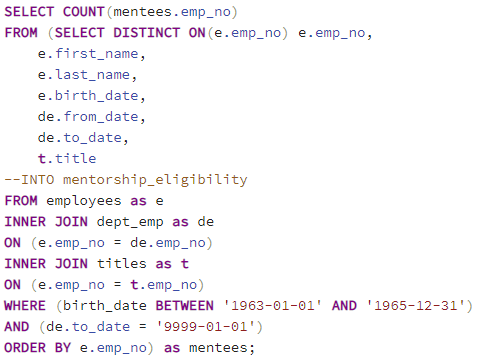 SELECT COUNT(mentees.emp_no)
FROM (SELECT DISTINCT ON(e.emp_no) e.emp_no,
    e.first_name,
    e.last_name,
    e.birth_date,
    de.from_date,
    de.to_date,
    t.title
--INTO mentorship_eligibility
FROM employees as e
INNER JOIN dept_emp as de
ON (e.emp_no = de.emp_no)
INNER JOIN titles as t
ON (e.emp_no = t.emp_no)
WHERE (birth_date BETWEEN '1963-01-01' AND '1965-12-31')
AND (de.to_date = '9999-01-01')
ORDER BY e.emp_no) as mentees;